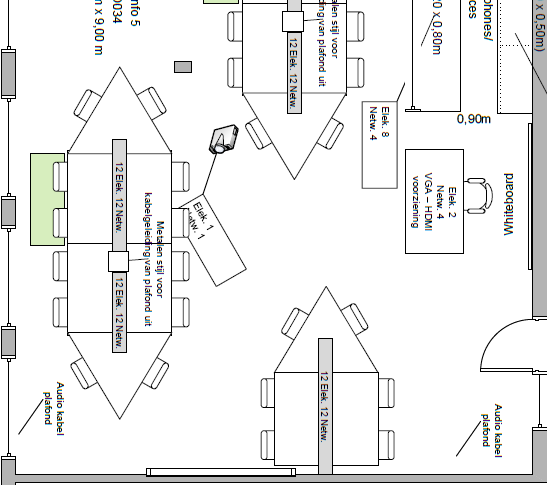 nfo 5
0034
m x 9,00 m
Metalen stijl voor
kabelgeleiding van plafond uit
12 Elek. 12 Netw.
12 Elek. 12 Netw.
alen stijl voor
ding van plafond uit
12 Elek. 12 Netw.
Elek. 1
Netw. 1
Elek. 8
Netw. 4
20 x 0,80m
phones/
ces
x 0,50m)
0,90m
Elek. 2
Netw. 4
VGA – HDMI
voorziening
Whiteboard
12 Elek. 12 Netw.
Audio kabel
plafond
Audio kabel
plafond